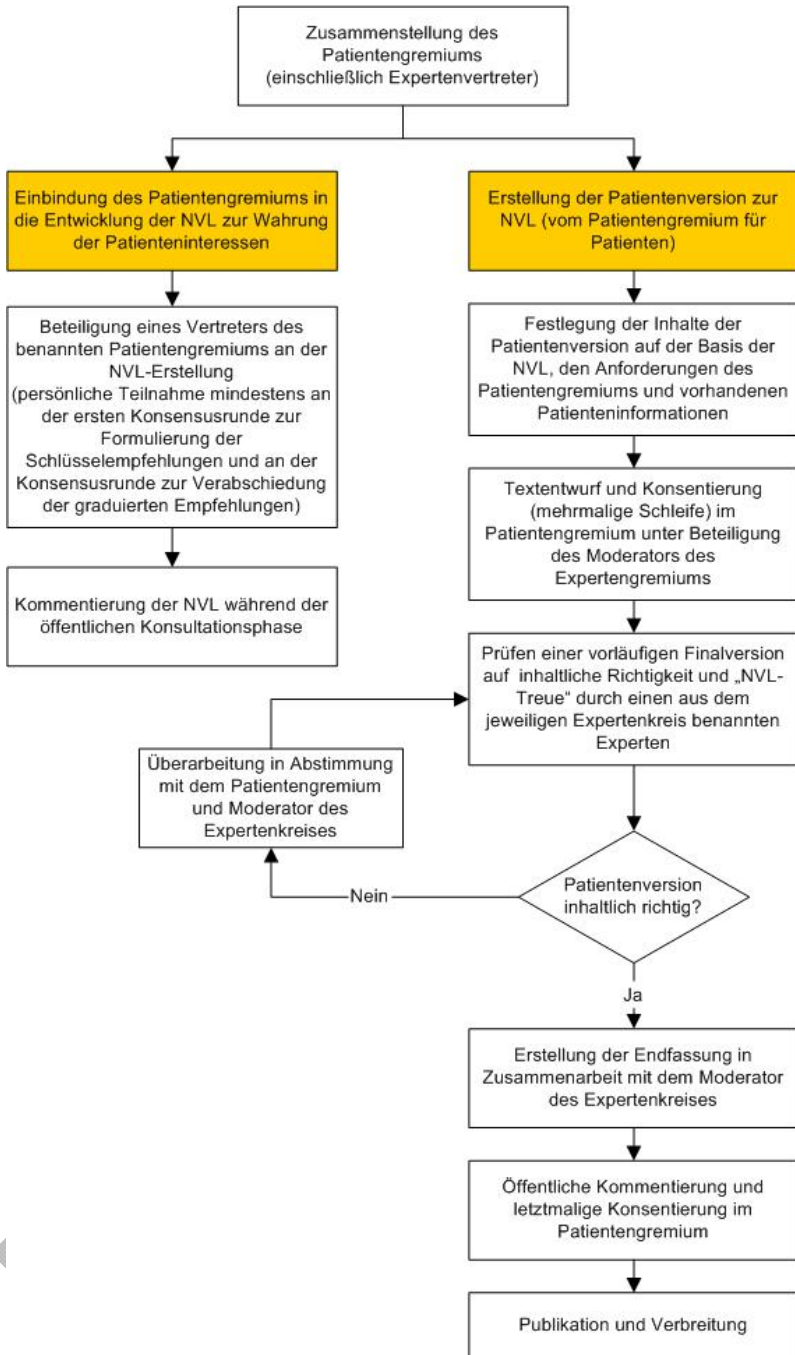 Zusammenstellung des
Patientengremiums
(einschließlich Expertenvertreter)
Einbindung des Patientengremiums in
die Entwicklung der NVL zur Wahrung
der Patienteninteressen
Beteiligung eines Vertreters des
benannten Patientengremiums an der
NVL-Erstellung
(persönliche Teilnahme mindestens an
der ersten Konsensusrunde zur
Formulierung der
Schlüsselempfehlungen und an der
Konsensusrunde zur Verabschiedung
der graduierten Empfehlungen)
Kommentierung der NVL während der
öffentlichen Konsultationsphase
Erstellung der Patientenversion zur
NVL (vom Patientengremium für
Patienten)
Festlegung der Inhalte der
Patientenversion auf der Basis der
NVL, den Anforderungen des
Patientengremiums und vorhandenen
Patienteninformationen
Textentwurf und Konsentierung
(mehrmalige Schleife) im
Patientengremium unter Beteiligung
des Moderators des
Expertengremiums
Prüfen einer vorläufigen Finalversion
auf inhaltliche Richtigkeit und „NVL-
Treue“ durch einen aus dem
jeweiligen Expertenkreis benannten
Experten
Überarbeitung in Abstimmung
mit dem Patientengremium
und Moderator des
Expertenkreises
Nein
Patientenversion
inhaltlich richtig?
Ja
Erstellung der Endfassung in
Zusammenarbeit mit dem Moderator
des Expertenkreises
Öffentliche Kommentierung und
letztmalige Konsentierung im
Patientengremium
Publikation und Verbreitung